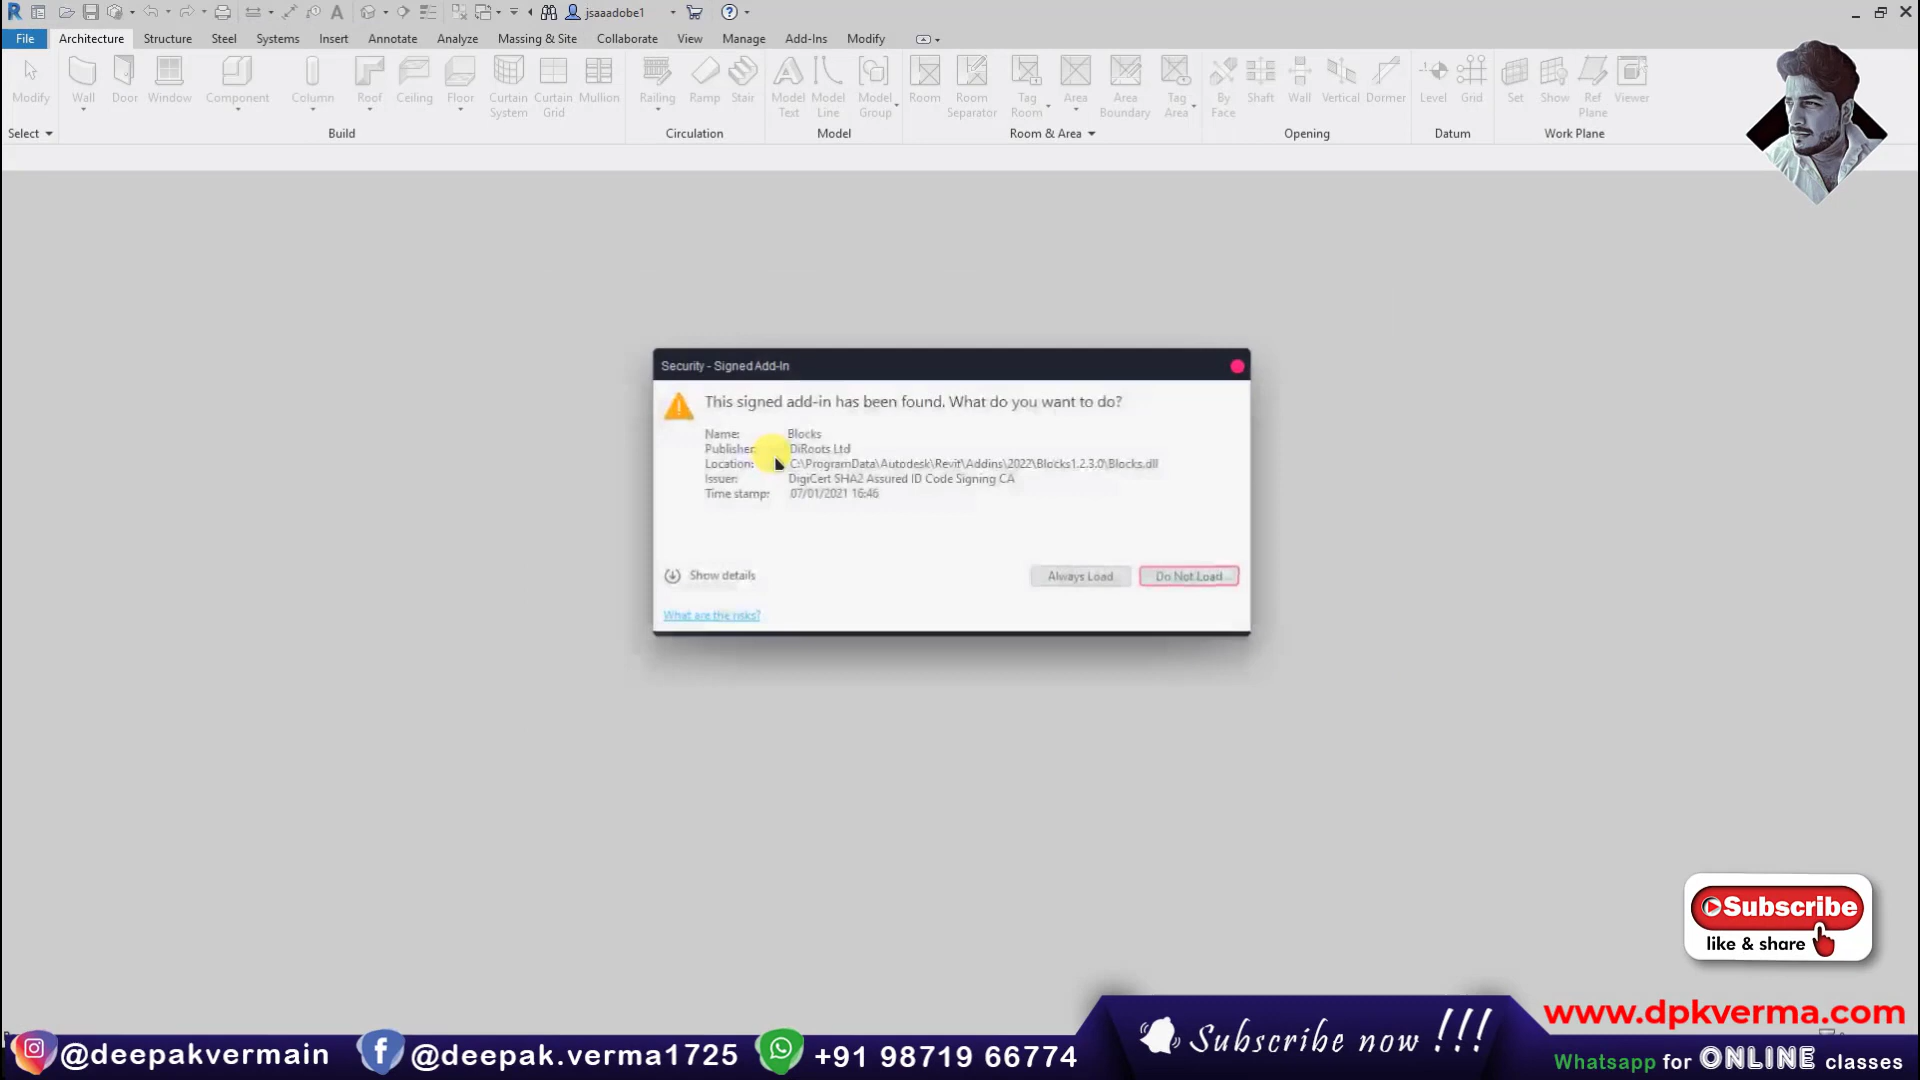 jsaaadobe1
File Architecture Structure Steel Systems Insert Annotate Analyze Massing & Site Collaborate View Manage Add-Ins Modify
Modify
Wall
Door
Window
Component
Column
Roof
Ceiling
Floor
Curtain System
Curtain Grid
Mullion
Railing
Ramp
Stair
Model Text
Model Line
Model Group
Room
Room Separator
Tag Room
Area
Area Boundary
Tag Area
By Face
Shaft
Wall
Vertical
Dormer
Level
Grid
Set
Show
Ref Plane
Viewer
Select
Build
Circulation
Model
Room & Area
Opening
Datum
Work Plane
Security - Signed Add-In
This signed add-in has been found. What do you want to do?
Name: Blocks
Publisher: DiRoots Ltd
Location: C:\ProgramData\Autodesk\Revit\Addins\2022\Blocks1.2.3.0\Blocks.dll
Issuer: DigiCert SHA2 Assured ID Code Signing CA
Time stamp: 07/01/2021 16:46
Show details
Always Load
Do Not Load
What are the risks?
Subscribe
like & share
@deepakvermain
@deepak.verma1725
+91 98719 66774
Subscribe now !!!
www.dpkverma.com
Whatsapp for ONLINE classes